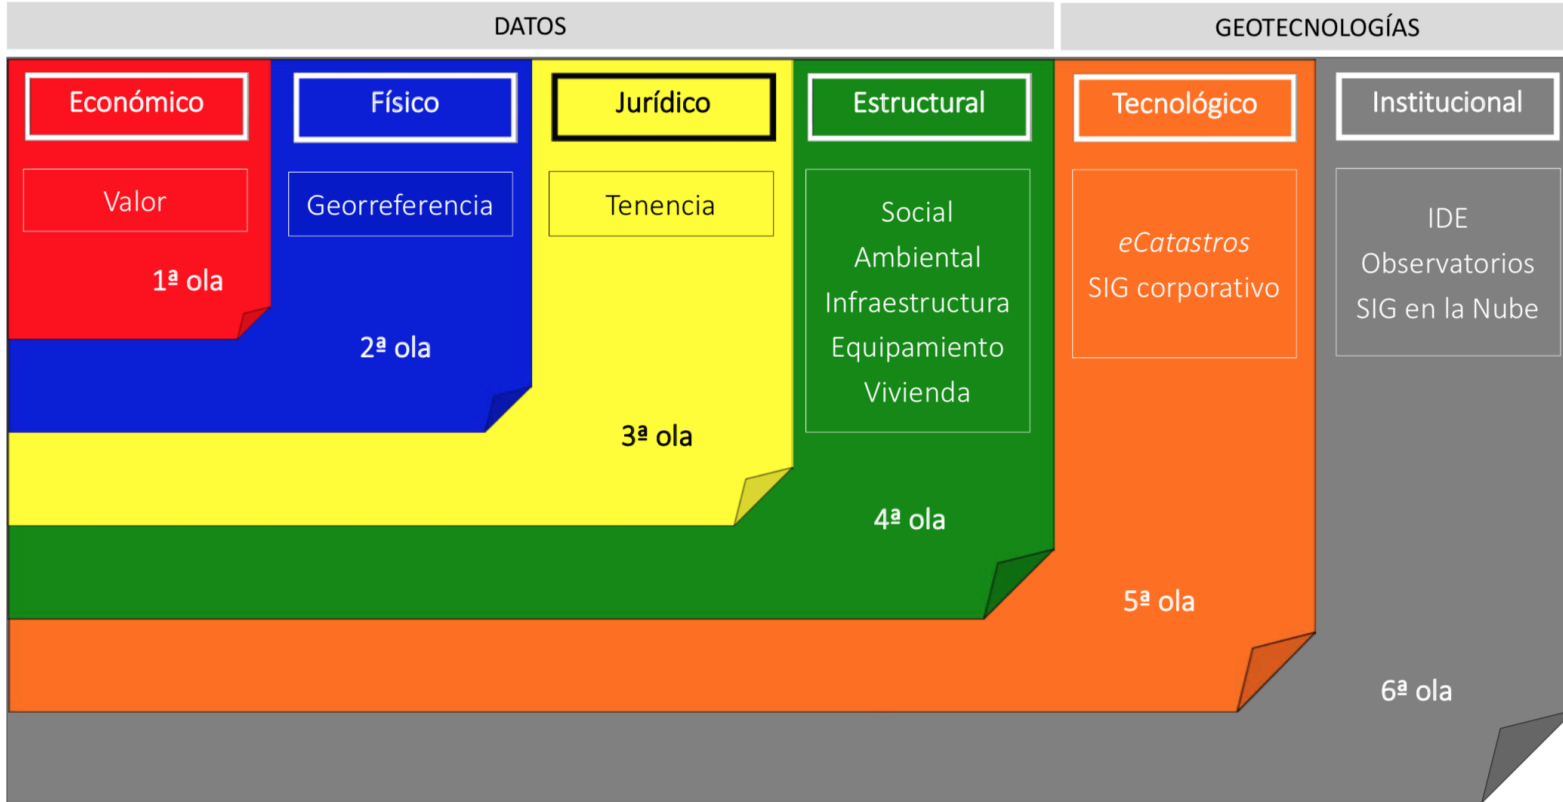 DATOS
GEOTECNOLOGÍAS
Económico
Físico
Jurídico
Estructural
Tecnológico
Institucional
Valor
Georreferencia
Tenencia
Social
Ambiental
Infraestructura
Equipamiento
Vivienda
eCatastros
SIG corporativo
IDE
Observatorios
SIG en la Nube
1ª ola
2ª ola
3ª ola
4ª ola
5ª ola
6ª ola